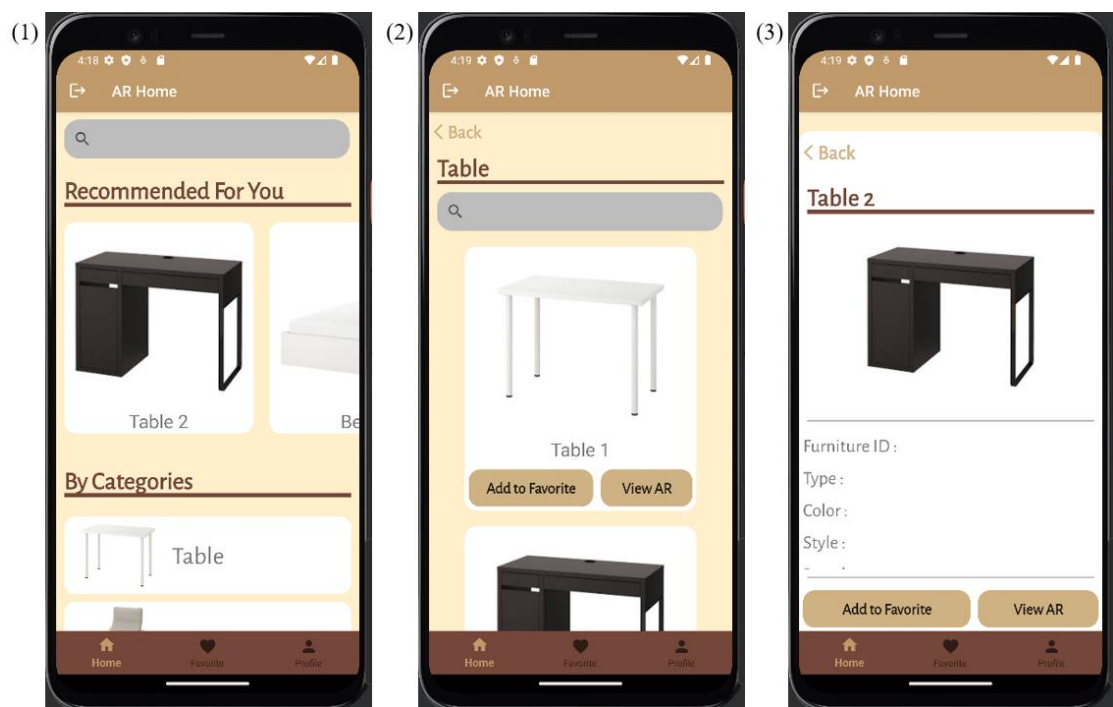 (1)
4:18
AR Home
Recommended For You
Table 2
Be
By Categories
Table
Home
Favorite
Profile
(2)
4:19
AR Home
< Back
Table
Table 1
Add to Favorite
View AR
Home
Favorite
Profile
(3)
4:19
AR Home
< Back
Table 2
Furniture ID :
Type :
Color :
Style :
Add to Favorite
View AR
Home
Favorite
Profile